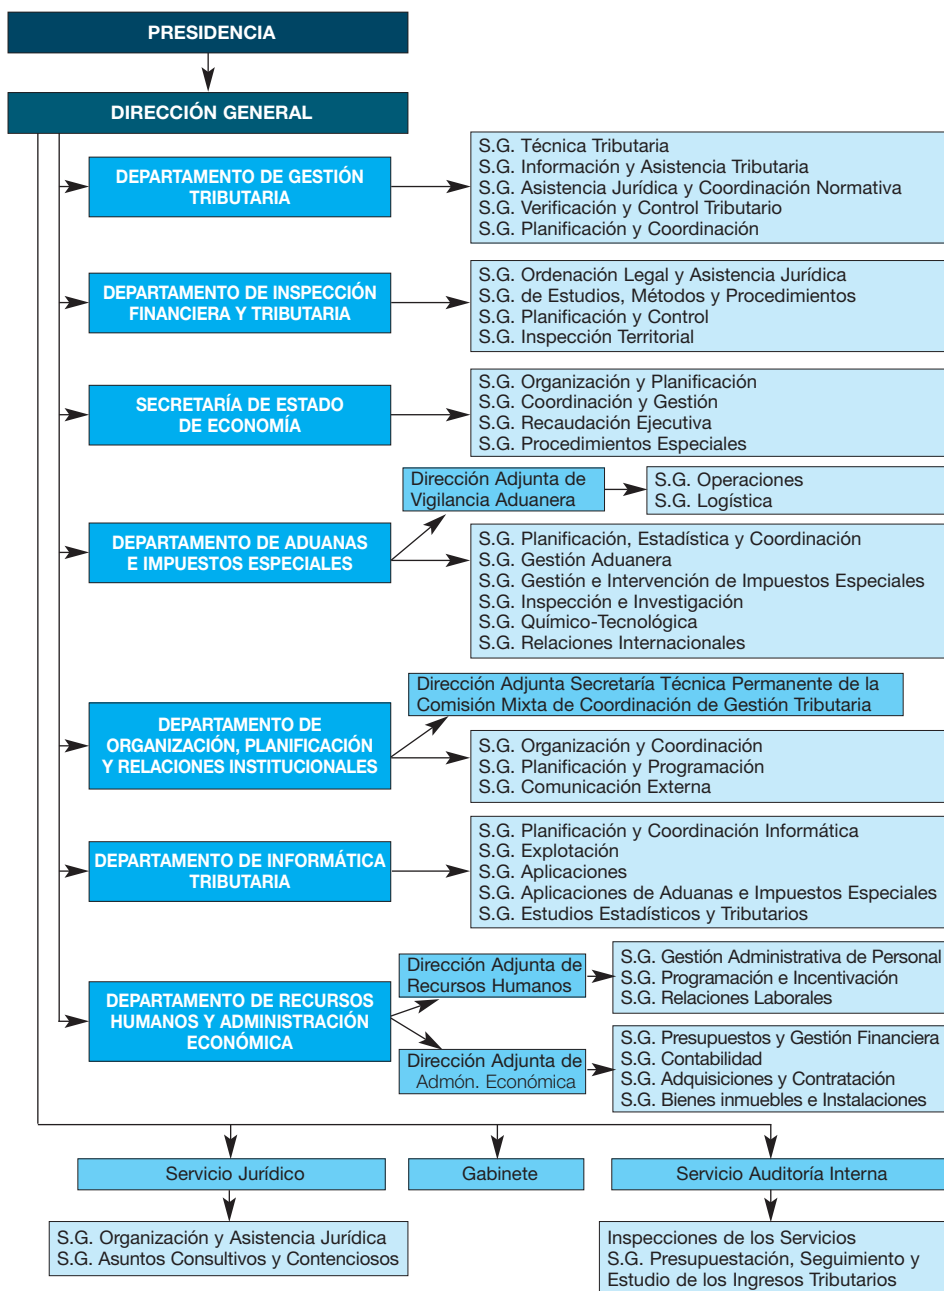 PRESIDENCIA
DIRECCIÓN GENERAL
DEPARTAMENTO DE GESTIÓN
TRIBUTARIA
S.G. Técnica Tributaria
S.G. Información y Asistencia Tributaria
S.G. Asistencia Jurídica y Coordinación Normativa
S.G. Verificación y Control Tributario
S.G. Planificación y Coordinación
DEPARTAMENTO DE INSPECCIÓN
FINANCIERA Y TRIBUTARIA
S.G. Ordenación Legal y Asistencia Jurídica
S.G. de Estudios, Métodos y Procedimientos
S.G. Planificación y Control
S.G. Inspección Territorial
SECRETARÍA DE ESTADO
DE ECONOMÍA
S.G. Organización y Planificación
S.G. Coordinación y Gestión
S.G. Recaudación Ejecutiva
S.G. Procedimientos Especiales
DEPARTAMENTO DE ADUANAS
E IMPUESTOS ESPECIALES
Dirección Adjunta de
Vigilancia Aduanera
S.G. Operaciones
S.G. Logística
S.G. Planificación, Estadística y Coordinación
S.G. Gestión Aduanera
S.G. Gestión e Intervención de Impuestos Especiales
S.G. Inspección e Investigación
S.G. Químico-Tecnológica
S.G. Relaciones Internacionales
DEPARTAMENTO DE
ORGANIZACIÓN, PLANIFICACIÓN
Y RELACIONES INSTITUCIONALES
Dirección Adjunta Secretaría Técnica Permanente de la
Comisión Mixta de Coordinación de Gestión Tributaria
S.G. Organización y Coordinación
S.G. Planificación y Programación
S.G. Comunicación Externa
DEPARTAMENTO DE INFORMÁTICA
TRIBUTARIA
S.G. Planificación y Coordinación Informática
S.G. Explotación
S.G. Aplicaciones
S.G. Aplicaciones de Aduanas e Impuestos Especiales
S.G. Estudios Estadísticos y Tributarios
DEPARTAMENTO DE RECURSOS
HUMANOS Y ADMINISTRACIÓN
ECONÓMICA
Dirección Adjunta de
Recursos Humanos
S.G. Gestión Administrativa de Personal
S.G. Programación e Incentivación
S.G. Relaciones Laborales
Dirección Adjunta de
Admón. Económica
S.G. Presupuestos y Gestión Financiera
S.G. Contabilidad
S.G. Adquisiciones y Contratación
S.G. Bienes inmuebles e Instalaciones
Servicio Jurídico
S.G. Organización y Asistencia Jurídica
S.G. Asuntos Consultivos y Contenciosos
Gabinete
Servicio Auditoría Interna
Inspecciones de los Servicios
S.G. Presupuestación, Seguimiento y
Estudio de los Ingresos Tributarios